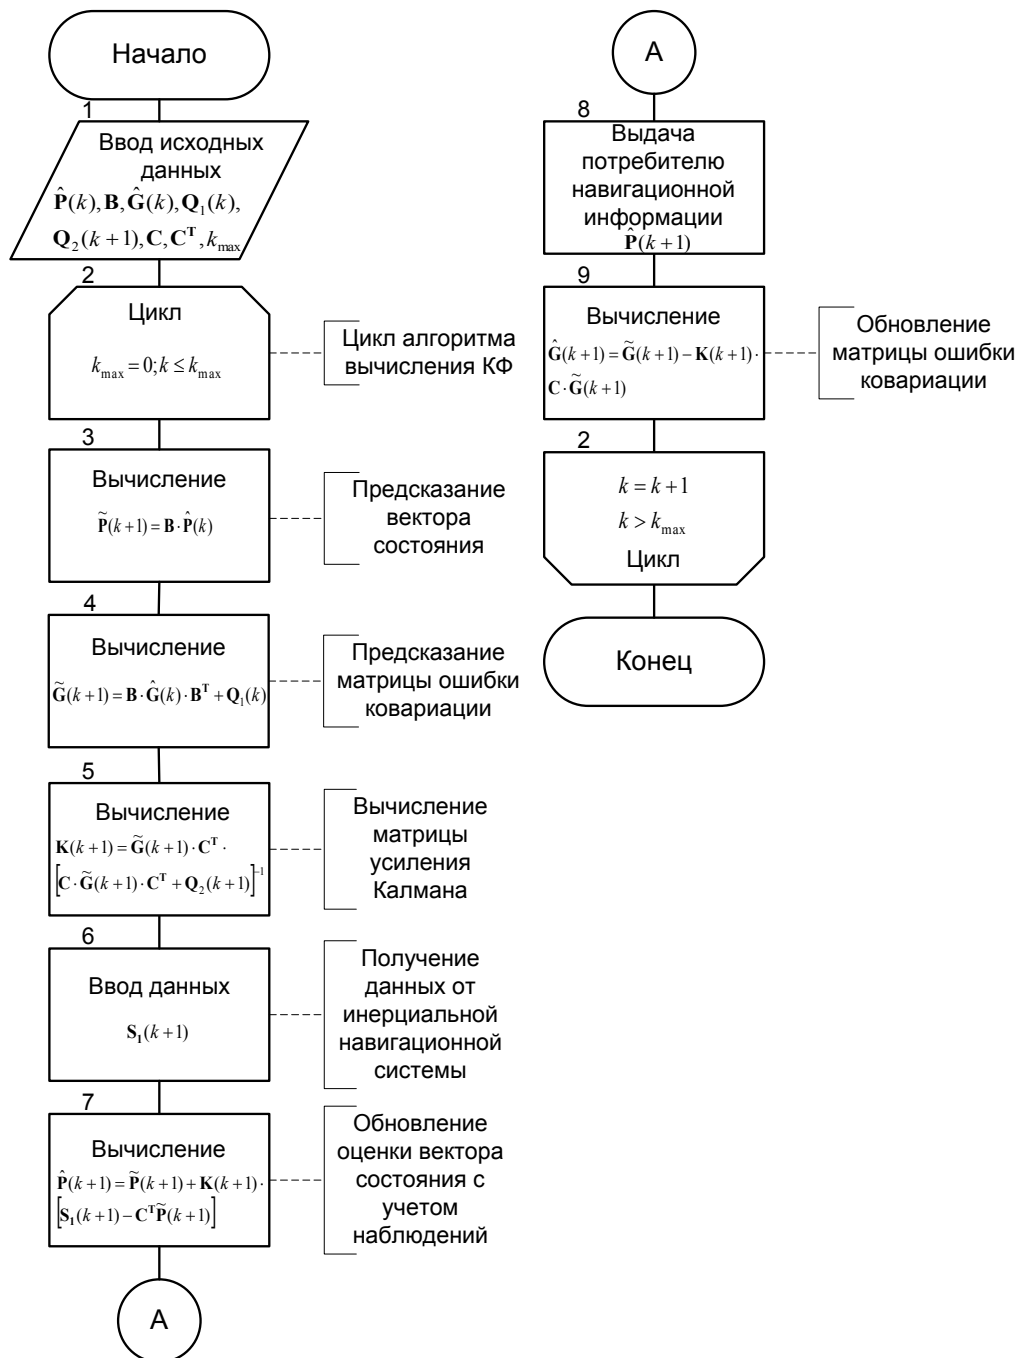 Начало
1
Ввод исходных
данных
P̂(k), B, Ĝ(k), Q₁(k),
Q₂(k+1), C, Cᵀ, k_max
2
Цикл
k_max = 0; k ≤ k_max
Цикл алгоритма
вычисления КФ
3
Вычисление
P̃(k+1) = B · P̂(k)
Предсказание
вектора
состояния
4
Вычисление
G̃(k+1) = B · Ĝ(k) · Bᵀ + Q₁(k)
Предсказание
матрицы ошибки
ковариации
5
Вычисление
K(k+1) = G̃(k+1) · Cᵀ ·
[C · G̃(k+1) · Cᵀ + Q₂(k+1)]⁻¹
Вычисление
матрицы
усиления
Калмана
6
Ввод данных
S₁(k+1)
Получение
данных от
инерциальной
навигационной
системы
7
Вычисление
P̂(k+1) = P̃(k+1) + K(k+1) ·
[S₁(k+1) − CᵀP̃(k+1)]
Обновление
оценки вектора
состояния с
учетом
наблюдений
А
А
8
Выдача
потребителю
навигационной
информации
P̂(k+1)
9
Вычисление
Ĝ(k+1) = G̃(k+1) − K(k+1) ·
C · G̃(k+1)
Обновление
матрицы ошибки
ковариации
2
k = k+1
k > k_max
Цикл
Конец